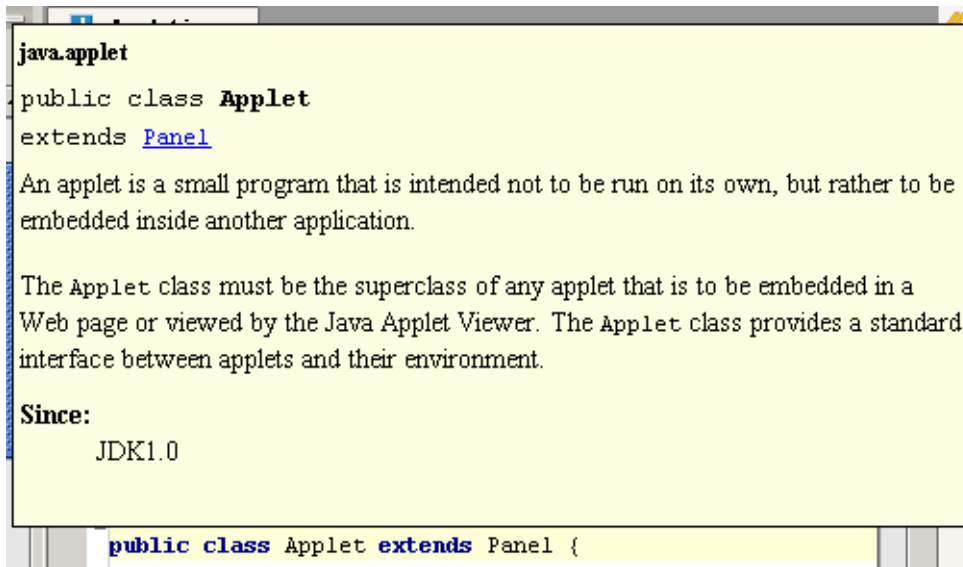 java.applet
public class Applet
extends Panel
An applet is a small program that is intended not to be run on its own, but rather to be
embedded inside another application.
The Applet class must be the superclass of any applet that is to be embedded in a
Web page or viewed by the Java Applet Viewer. The Applet class provides a standard
interface between applets and their environment.
Since:
JDK1.0
public class Applet extends Panel {